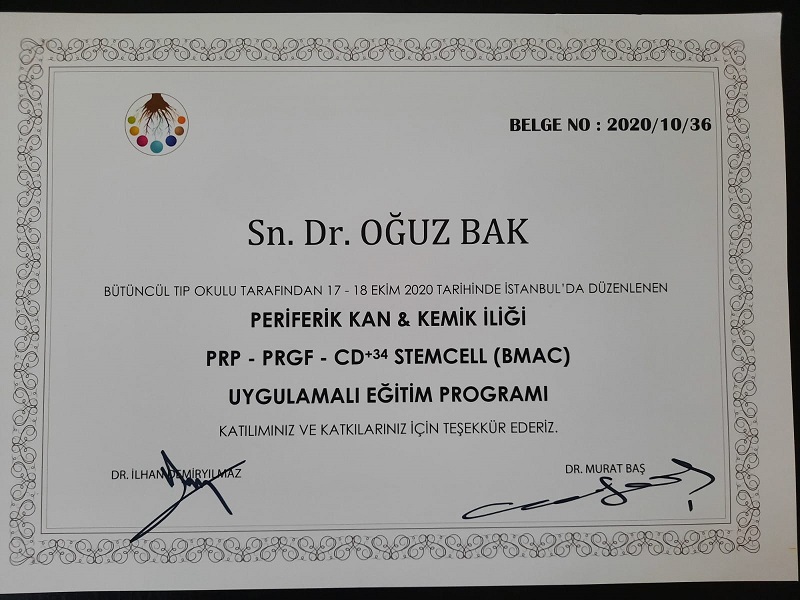 BELGE NO : 2020/10/36
Sn. Dr. OĞUZ BAK
BÜTÜNCÜL TIP OKULU TARAFINDAN 17 - 18 EKİM 2020 TARİHİNDE İSTANBUL'DA DÜZENLENEN
PERİFERİK KAN & KEMİK İLİĞİ
PRP - PRGF - CD+34 STEMCELL (BMAC)
UYGULAMALI EĞİTİM PROGRAMI
KATILIMINIZ VE KATKILARINIZ İÇİN TEŞEKKÜR EDERİZ.
DR. İLHAN DEMİRYILMAZ
DR. MURAT BAŞ